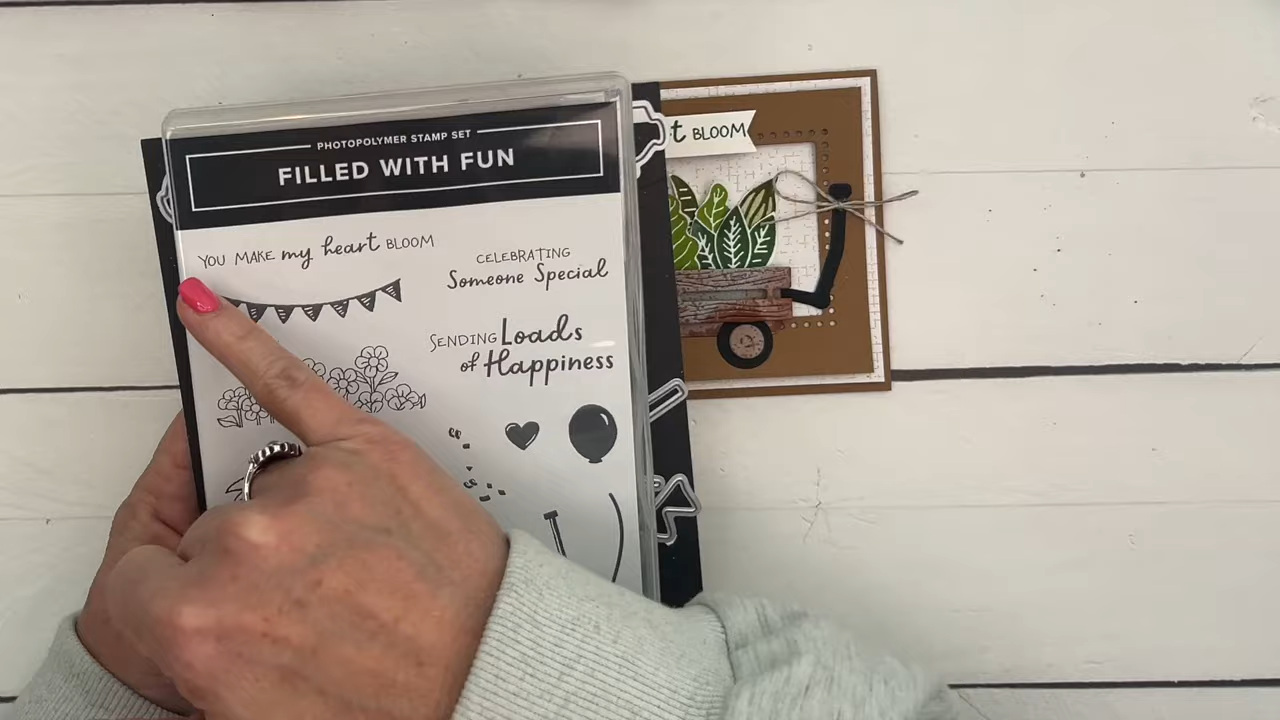 PHOTOPOLYMER STAMP SET
FILLED WITH FUN
YOU MAKE my heart BLOOM
CELEBRATING
Someone Special
SENDING Loads
of Happiness
t BLOOM